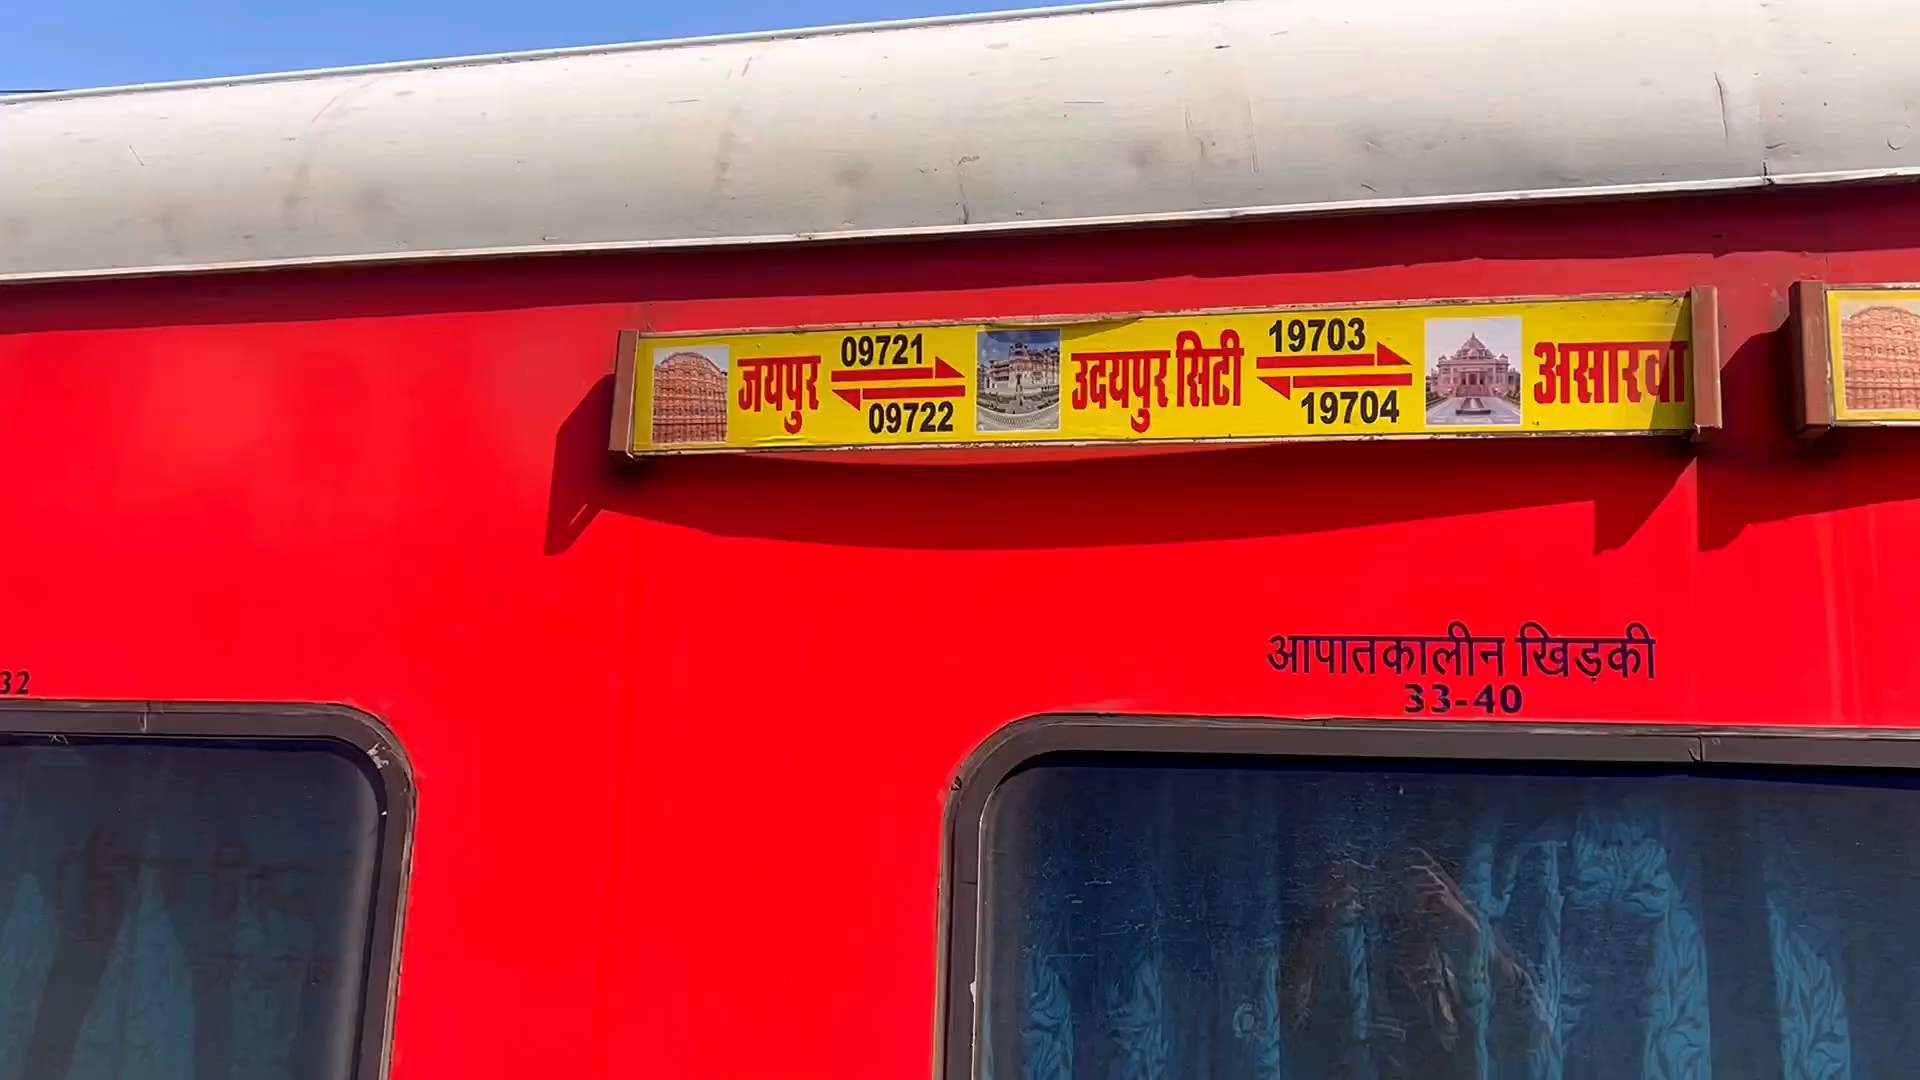 जयपुर 09721 09722 उदयपुर सिटी 19703 19704 असारवा
आपातकालीन खिड़की
33-40
32